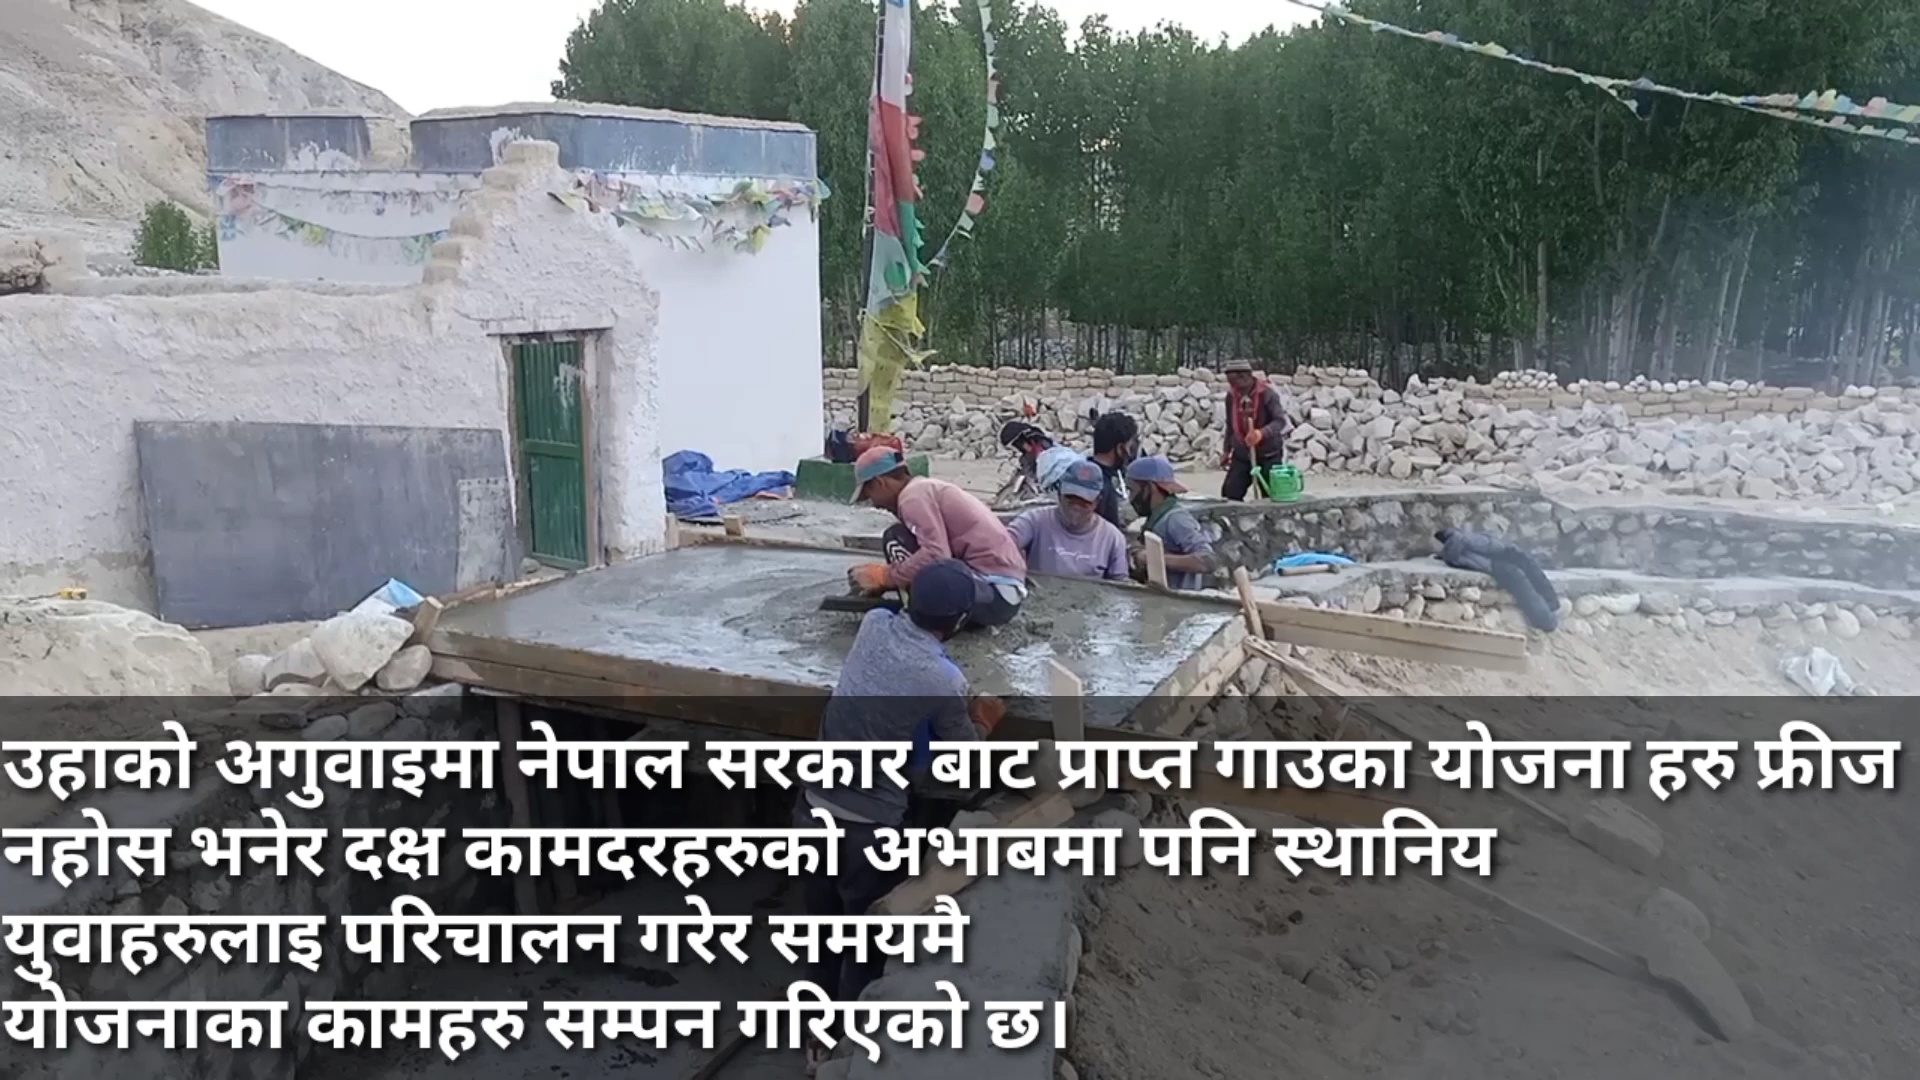 उहाको अगुवाइमा नेपाल सरकार बाट प्राप्त गाउका योजना हरु फ्रीज
नहोस भनेर दक्ष कामदरहरुको अभाबमा पनि स्थानिय
युवाहरुलाइ परिचालन गरेर समयमै
योजनाका कामहरु सम्पन गरिएको छ।